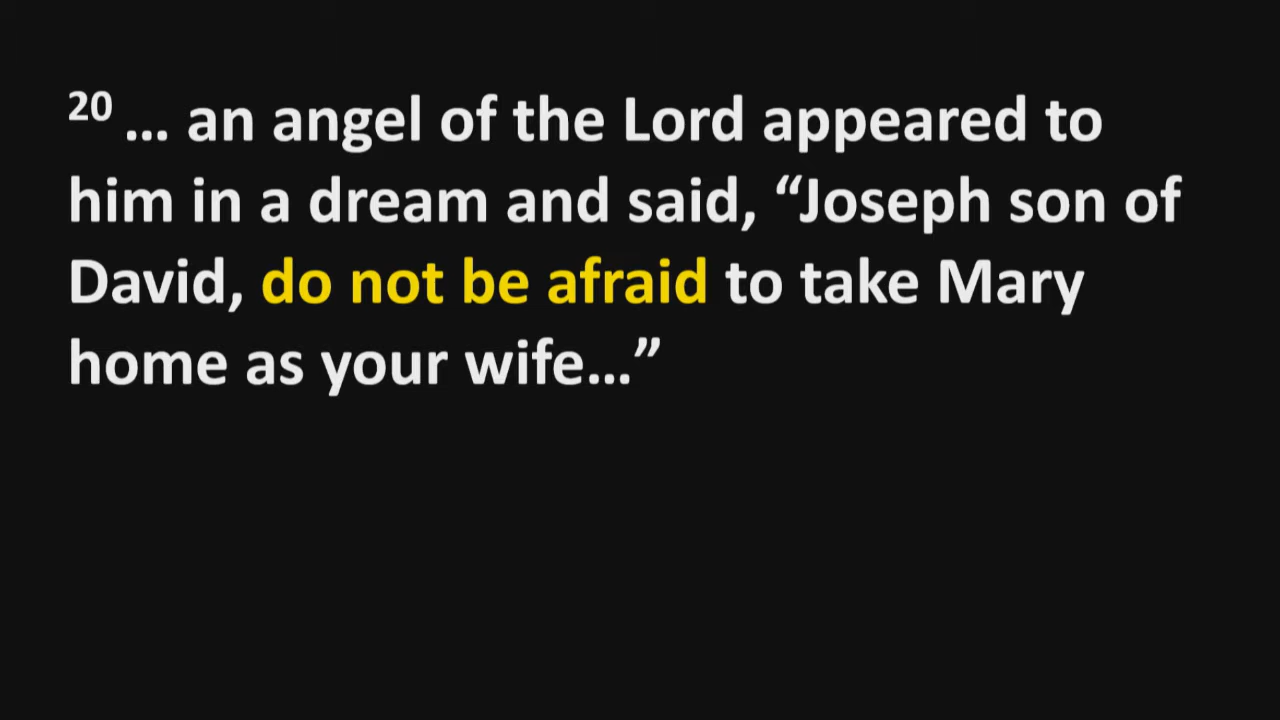 20 ... an angel of the Lord appeared to
him in a dream and said, “Joseph son of
David, do not be afraid to take Mary
home as your wife...”